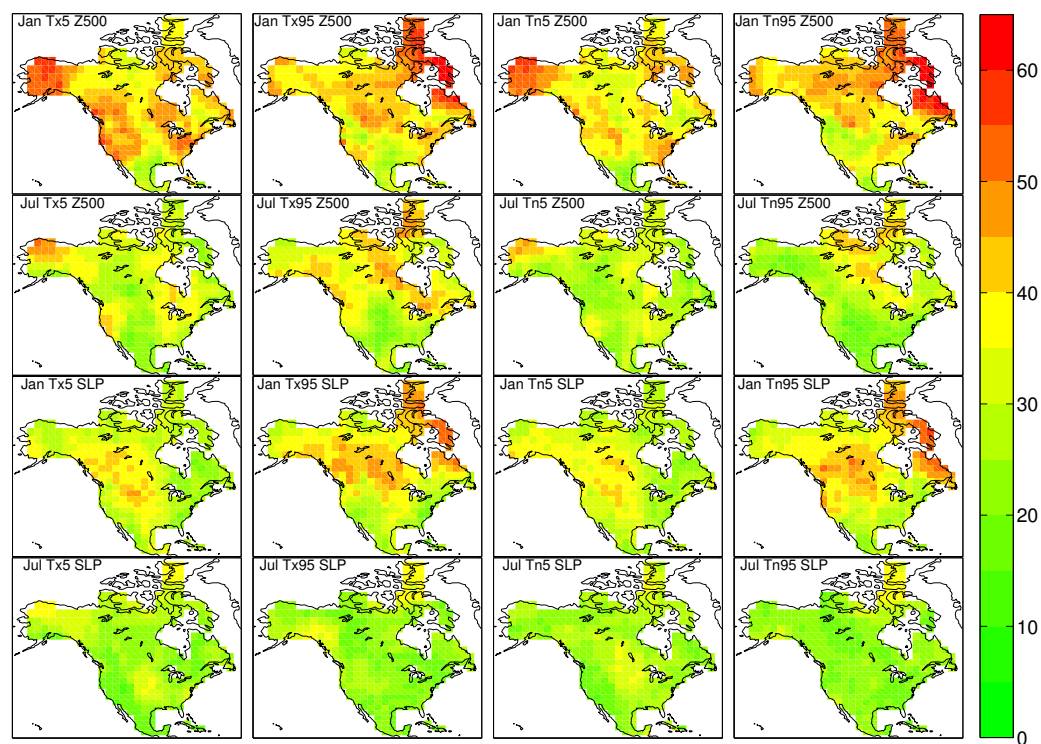 Jan Tx5 Z500
Jan Tx95 Z500
Jan Tn5 Z500
Jan Tn95 Z500
Jul Tx5 Z500
Jul Tx95 Z500
Jul Tn5 Z500
Jul Tn95 Z500
Jan Tx5 SLP
Jan Tx95 SLP
Jan Tn5 SLP
Jan Tn95 SLP
Jul Tx5 SLP
Jul Tx95 SLP
Jul Tn5 SLP
Jul Tn95 SLP
60
50
40
30
20
10
0